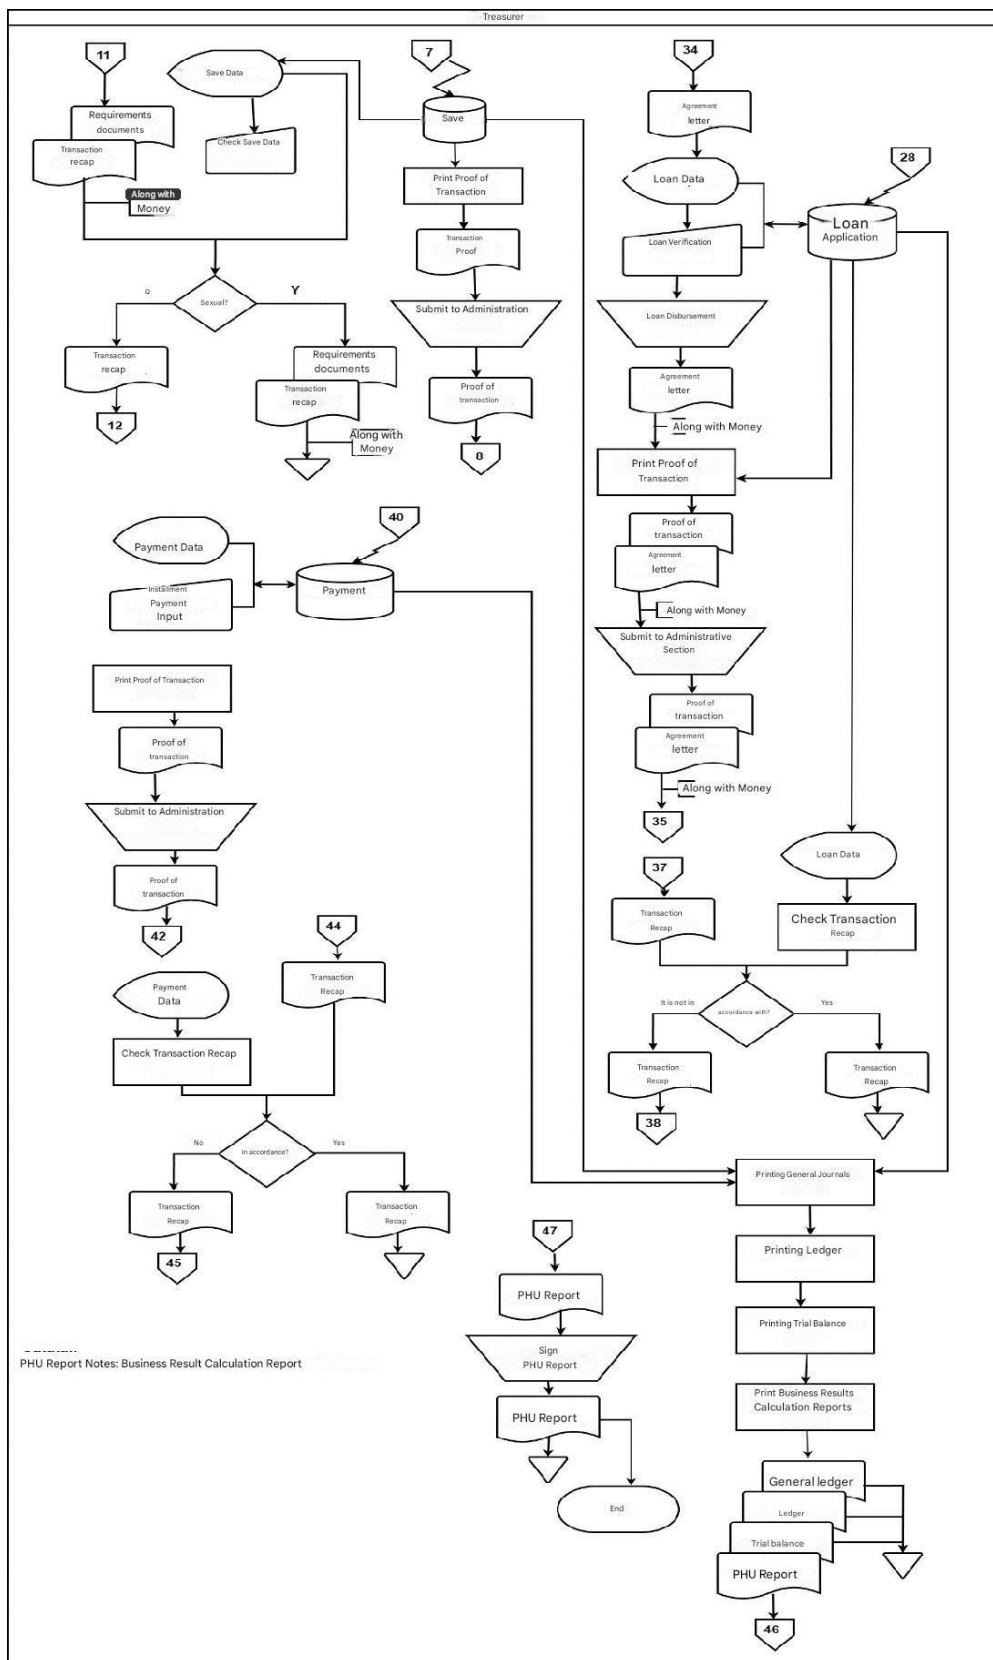 Treasurer
11
Save Data
7
34
Requirements
documents
Transaction
recap
Along with
Money
Check Save Data
Save
Print Proof of
Transaction
Transaction
Proof
Submit to Administration
Proof of
transaction
8
Agreement
letter
Loan Data
28
Loan
Application
Loan Verification
Loan Disbursement
Agreement
letter
Along with Money
Print Proof of
Transaction
Proof of
transaction
Agreement
letter
Along with Money
Submit to Administrative
Section
Proof of
transaction
Agreement
letter
Along with Money
35
Q
Sexual?
Y
Transaction
recap
12
Requirements
documents
Transaction
recap
Along with
Money
40
Payment Data
Installment
Payment
Input
Payment
Print Proof of Transaction
Proof of
transaction
Submit to Administration
Proof of
transaction
42
44
Payment
Data
Transaction
Recap
Check Transaction Recap
No
In accordance?
Yes
Transaction
Recap
45
Transaction
Recap
37
Transaction
Recap
Loan Data
Check Transaction
Recap
It is not in
accordance with?
Yes
Transaction
Recap
38
Transaction
Recap
Printing General Journals
Printing Ledger
Printing Trial Balance
Print Business Results
Calculation Reports
General ledger
Ledger
Trial balance
PHU Report
46
47
PHU Report
Sign
PHU Report
PHU Report
End
PHU Report Notes: Business Result Calculation Report